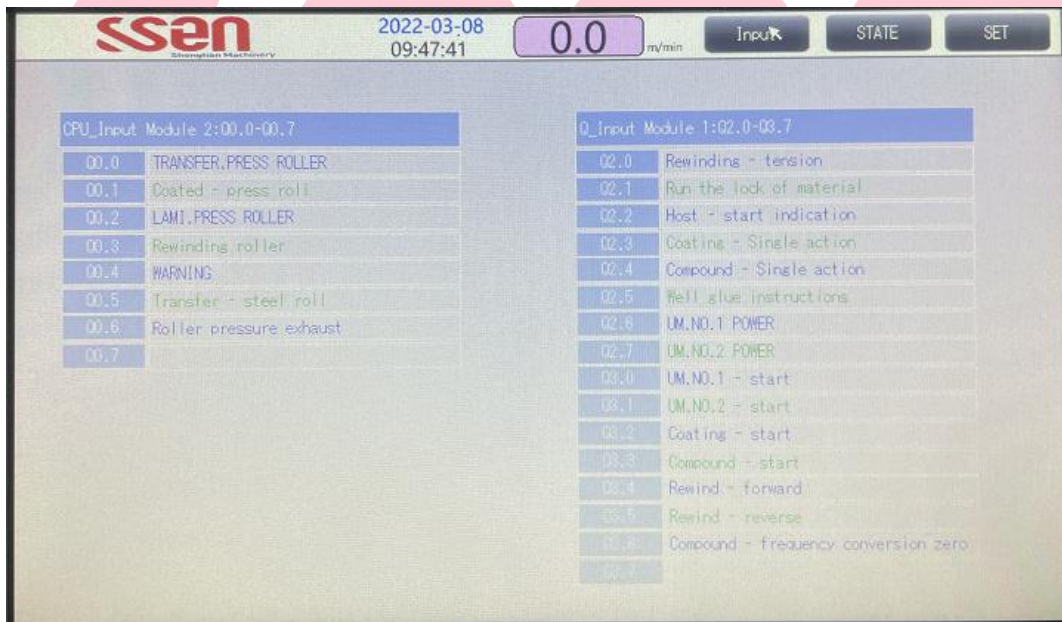 SSEN
Shengtian Machinery
2022-03-08
09:47:41
0.0 m/min
Input
STATE
SET
CPU_Input Module 2:Q0.0-Q0.7
Q0.0 TRANSFER.PRESS ROLLER
Q0.1 Coated - press roll
Q0.2 LAMI.PRESS ROLLER
Q0.3 Rewinding roller
Q0.4 WARNING
Q0.5 Transfer - steel roll
Q0.6 Roller pressure exhaust
Q0.7
Q_Input Module 1:Q2.0-Q3.7
Q2.0 Rewinding - tension
Q2.1 Run the lock of material
Q2.2 Host - start indication
Q2.3 Coating - Single action
Q2.4 Compound - Single action
Q2.5 Well glue instructions
Q2.6 UM.NO.1 POWER
Q2.7 UM.NO.2 POWER
Q3.0 UM.NO.1 - start
Q3.1 UM.NO.2 - start
Q3.2 Coating - start
Q3.3 Compound - start
Q3.4 Rewind - forward
Q3.5 Rewind - reverse
Compound - frequency conversion zero